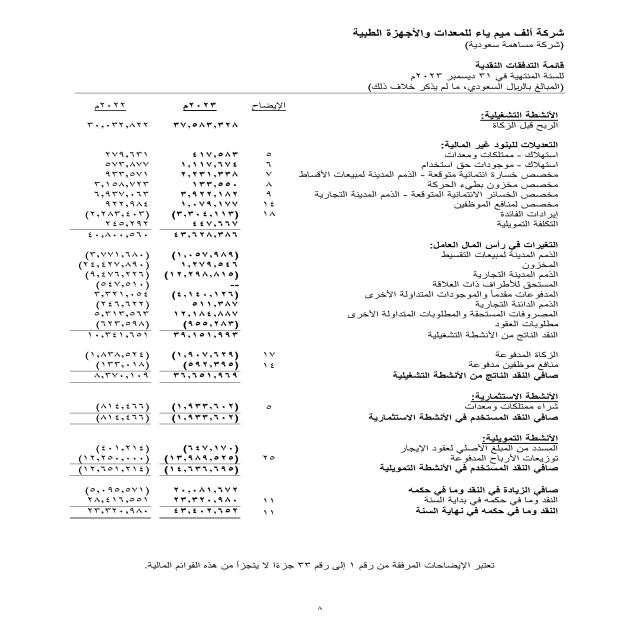 شركة ألف ميم ياء للمعدات والأجهزة الطبية
(شركة مساهمة سعودية)
قائمة التدفقات النقدية
للسنة المنتهية في ٣١ ديسمبر ٢٠٢٣م
(المبالغ بالريال السعودي، ما لم يذكر خلاف ذلك)
الإيضاح ٢٠٢٣م ٢٠٢٢م
الأنشطة التشغيلية:
الربح قبل الزكاة ٣٧,٥٨٣,٣٢٨ ٣٠,٠٣٢,٨٢٢
التعديلات للبنود غير المالية:
استهلاك - ممتلكات ومعدات ٥ ٤١٧,٥٨٣ ٢٧٩,٦٣١
استهلاك - موجودات حق استخدام ٦ ١,١١٧,٦٧٤ ٥٧٣,٨٧٧
مخصص خسارة ائتمانية متوقعة - الذمم المدينة لمبيعات الأقساط ٧ ٢,٢٣١,٣٣٨ ٩٣٣,٥٧١
مخصص مخزون بطيء الحركة ٨ ١٣٣,٥٥٠ ٣,١٥٨,٧٢٣
مخصص الخسائر الائتمانية المتوقعة - الذمم المدينة التجارية ٩ ٣,٩٢٢,١٨٢ ٦,٩٣٧,٠٦٣
مخصص لمنافع الموظفين ١٤ ١,٠٧٩,١٧٧ ٩٢٢,٩٨٤
إيرادات الفائدة ١٨ (٣,٣٠٤,١١٣) (٢,٢٨٣,٤٠٣)
التكلفة التمويلية ٤٤٧,٦٦٧ ٢٤٥,٢٩٢
٤٣,٦٢٨,٣٨٦ ٤٠,٨٠٠,٥٦٠
التغيرات في رأس المال العامل:
الذمم المدينة لمبيعات التقسيط (١,٠٥٧,٩٨٩) (٣,٧٧١,٦٨٠)
المخزون ١,٢٧٩,٥٤٦ (٢٤,٤٢٧,٨٩٠)
الذمم المدينة التجارية (١٢,٢٩٨,٨١٥) (٩,٤٧٦,٢٢٦)
المستحق للأطراف ذات العلاقة -- (٥٤٧,٥١٠)
المدفوعات مقدماً والموجودات المتداولة الأخرى (٤,١٤٠,١٢٦) ٣,٣٢١,٠٥٤
الذمم الدائنة التجارية ٥١١,٣٨٧ (٢٤٦,٦٢٢)
المصروفات المستحقة والمطلوبات المتداولة الأخرى ١٢,١٨٤,٨٨٧ ٥,٣١٣,٥٦٣
مطلوبات العقود (٩٥٥,٢٨٣) (٦٢٣,٥٩٨)
النقد الناتج من الأنشطة التشغيلية ٣٩,١٥١,٩٩٣ ١٠,٣٤١,٦٥١
الزكاة المدفوعة ١٧ (١,٩٠٧,٦٢٩) (١,٨٣٨,٥٢٤)
منافع موظفين مدفوعة ١٤ (٥٩٢,٣٩٥) (١٣٣,٠١٨)
صافي النقد الناتج من الأنشطة التشغيلية ٣٦,٦٥١,٩٦٩ ٨,٣٧٠,١٠٩
الأنشطة الاستثمارية:
شراء ممتلكات ومعدات ٥ (١,٩٣٣,٦٠٢) (٨١٤,٤٦٦)
صافي النقد المستخدم في الأنشطة الاستثمارية (١,٩٣٣,٦٠٢) (٨١٤,٤٦٦)
الأنشطة التمويلية:
المسدد من المبلغ الأصلي لعقود الإيجار (٦٤٧,١٧٠) (٤٠١,٢١٤)
توزيعات الأرباح المدفوعة ٢٥ (١٣,٩٨٩,٥٢٥) (١٢,٢٥٠,٠٠٠)
صافي النقد المستخدم في الأنشطة التمويلية (١٤,٦٣٦,٦٩٥) (١٢,٦٥١,٢١٤)
صافي الزيادة في النقد وما في حكمه ٢٠,٠٨١,٦٧٢ (٥,٠٩٥,٥٧١)
النقد وما في حكمه في بداية السنة ١١ ٢٣,٣٢٠,٩٨٠ ٢٨,٤١٦,٥٥١
النقد وما في حكمه في نهاية السنة ١١ ٤٣,٤٠٢,٦٥٢ ٢٣,٣٢٠,٩٨٠
تعتبر الإيضاحات المرفقة من رقم ١ إلى رقم ٣٣ جزءًا لا يتجزأ من هذه القوائم المالية.
٨